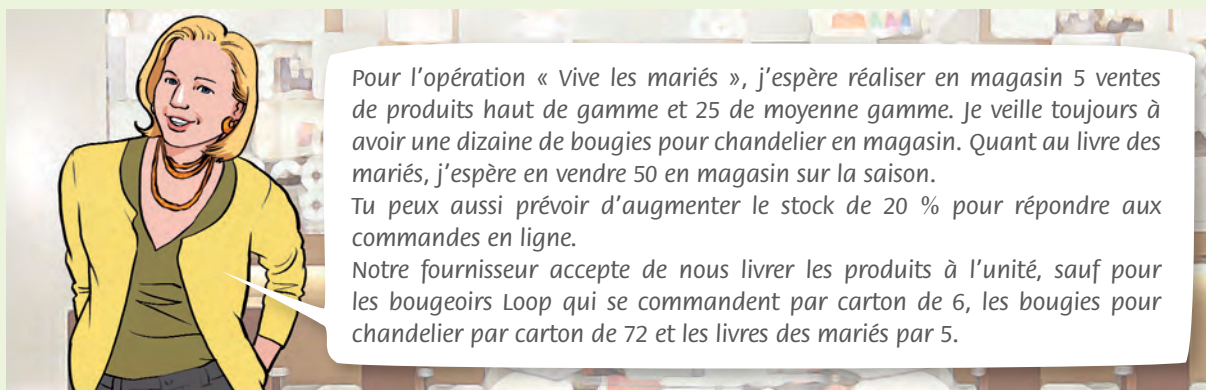 Pour l’opération « Vive les mariés », j’espère réaliser en magasin 5 ventes
de produits haut de gamme et 25 de moyenne gamme. Je veille toujours à
avoir une dizaine de bougies pour chandelier en magasin. Quant au livre des
mariés, j’espère en vendre 50 en magasin sur la saison.
Tu peux aussi prévoir d’augmenter le stock de 20 % pour répondre aux
commandes en ligne.
Notre fournisseur accepte de nous livrer les produits à l’unité, sauf pour
les bougeoirs Loop qui se commandent par carton de 6, les bougies pour
chandelier par carton de 72 et les livres des mariés par 5.